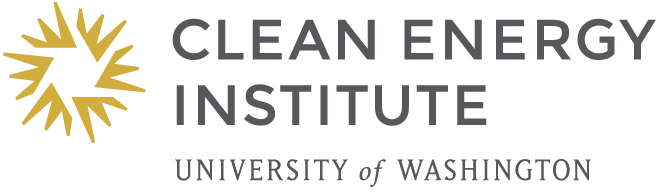 CLEAN ENERGY
INSTITUTE
UNIVERSITY of WASHINGTON